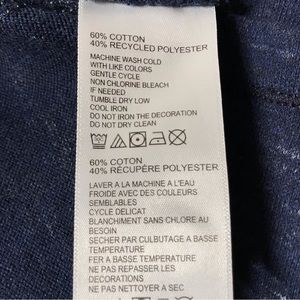 60% COTTON
40% RECYCLED POLYESTER
MACHINE WASH COLD
WITH LIKE COLORS
GENTLE CYCLE
NON CHLORINE BLEACH
IF NEEDED
TUMBLE DRY LOW
COOL IRON
DO NOT IRON THE DECORATION
DO NOT DRY CLEAN
60% COTTON
40% RÉCUPÉRE POLYESTER
LAVER A LA MACHINE A L'EAU
FROIDE AVEC DES COULEURS
SEMBLABLES
CYCLE DELICAT
BLANCHIMENT SANS CHLORE AU
BESOIN
SECHER PAR CULBUTAGE A BASSE
TEMPERATURE
FER A BASSE TEMPERATURE
NE PAS REPASSER LES
DECORATIONS
NE PAS NETTOYER A SEC